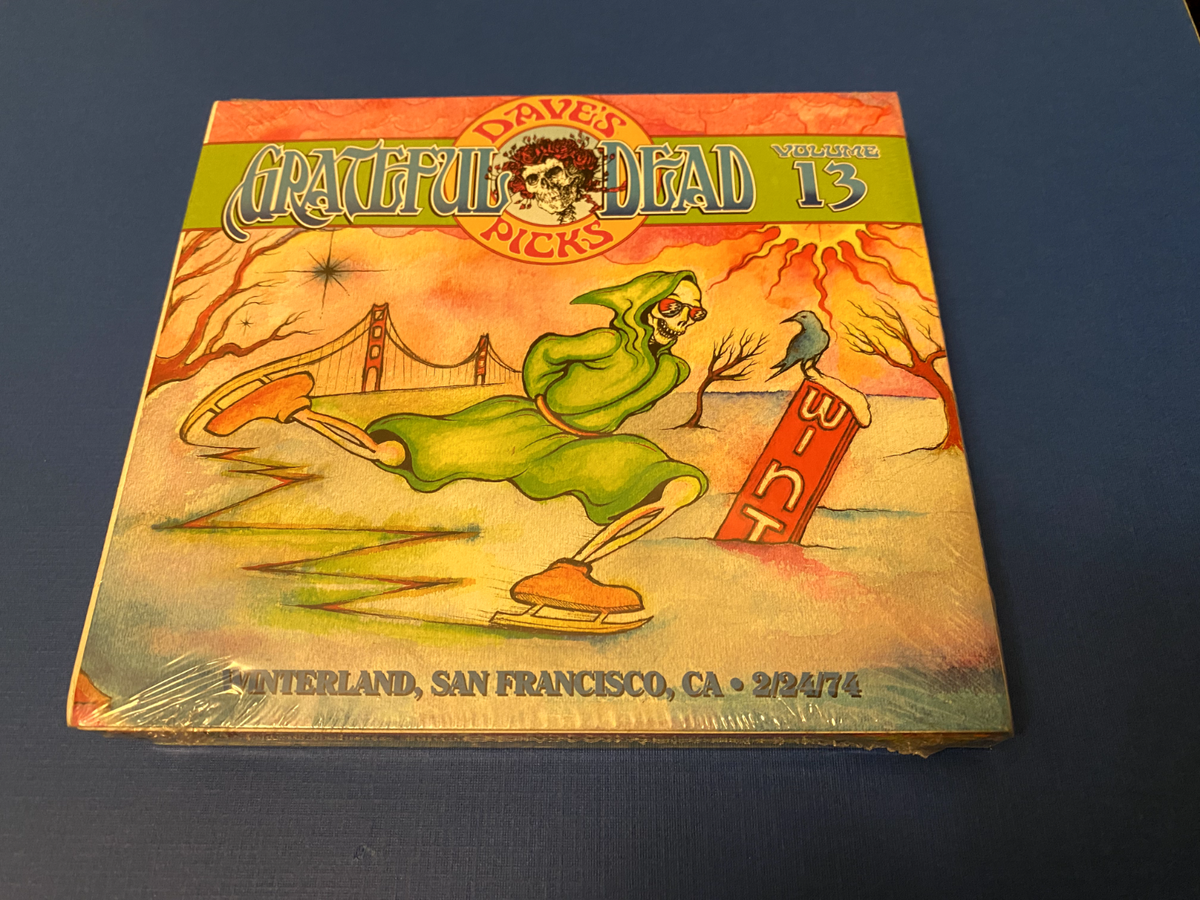 DAVE'S
GRATEFUL DEAD
PICKS
VOLUME
13
WINT
WINTERLAND, SAN FRANCISCO, CA • 2/24/74